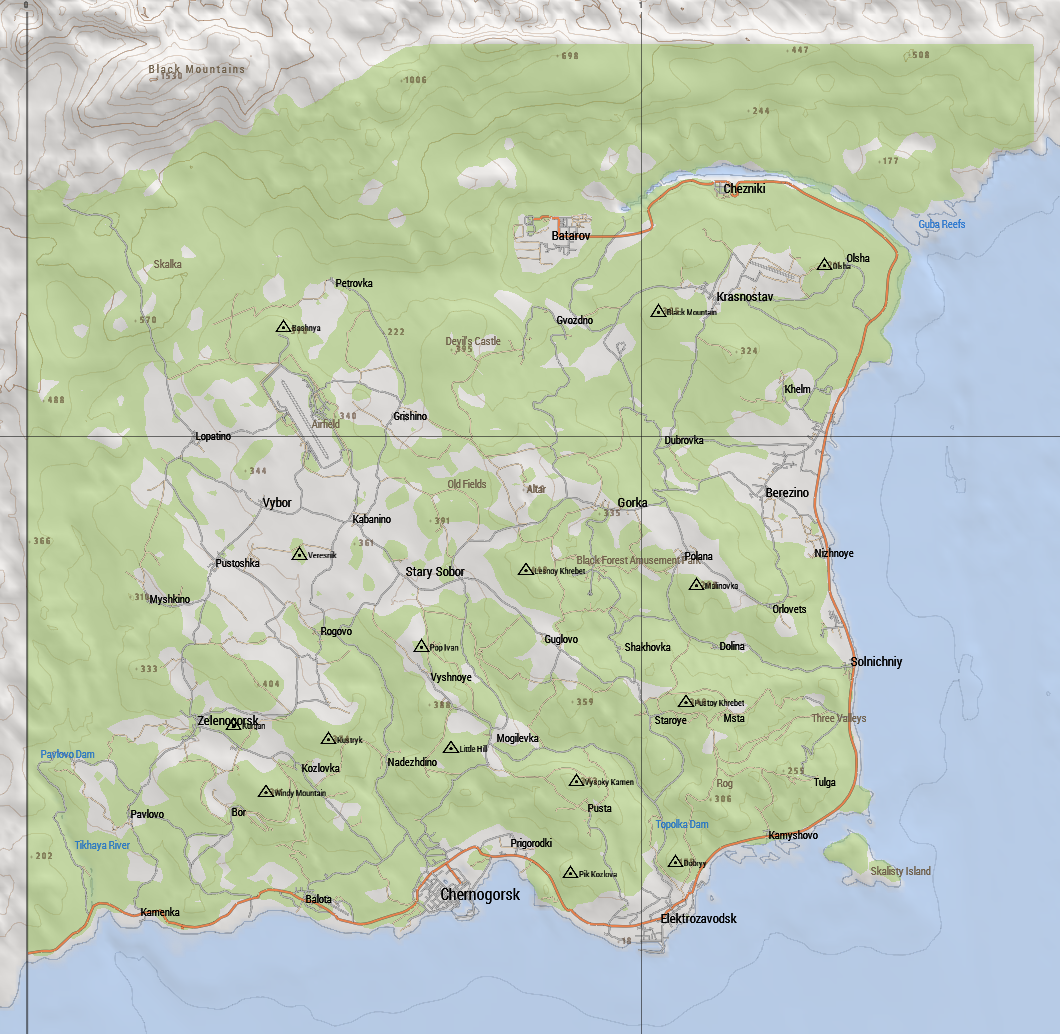 0
1
Black Mountains
1530
1006
698
447
508
244
177
Chezniki
Guba Reefs
Batarov
Skalka
Olsha
Olsha
Petrovka
Krasnostav
570
Bashnya
222
Gvozdno
Black Mountain
Devil's Castle
395
324
488
Khelm
340
Grishino
Airfield
Lopatino
Dubrovka
344
Old Fields
Altar
Vybor
Gorka
Berezino
335
Kabanino
391
366
361
Veresnik
Nizhnoye
Pustoshka
Stary Sobor
Lesnoy Khrebet
Black Forest Amusement Park
Polana
Malinovka
Myshkino
Orlovets
Rogovo
Guglovo
Pop Ivan
Shakhovka
Dolina
Solnichniy
333
Vyshnoye
404
388
359
Pustoy Khrebet
Zelenogorsk
Kurgan
Staroye
Msta
Three Valleys
Kustryk
Mogilevka
Little Hill
Pavlovo Dam
Kozlovka
Nadezhdino
255
Vysoky Kamen
Rog
Tulga
Windy Mountain
306
Pavlovo
Bor
Pusta
Topolka Dam
Kamyshovo
Tikhaya River
Prigorodki
202
Dobryy
Pik Kozlova
Skalisty Island
Chernogorsk
Balota
Kamenka
Elektrozavodsk
18